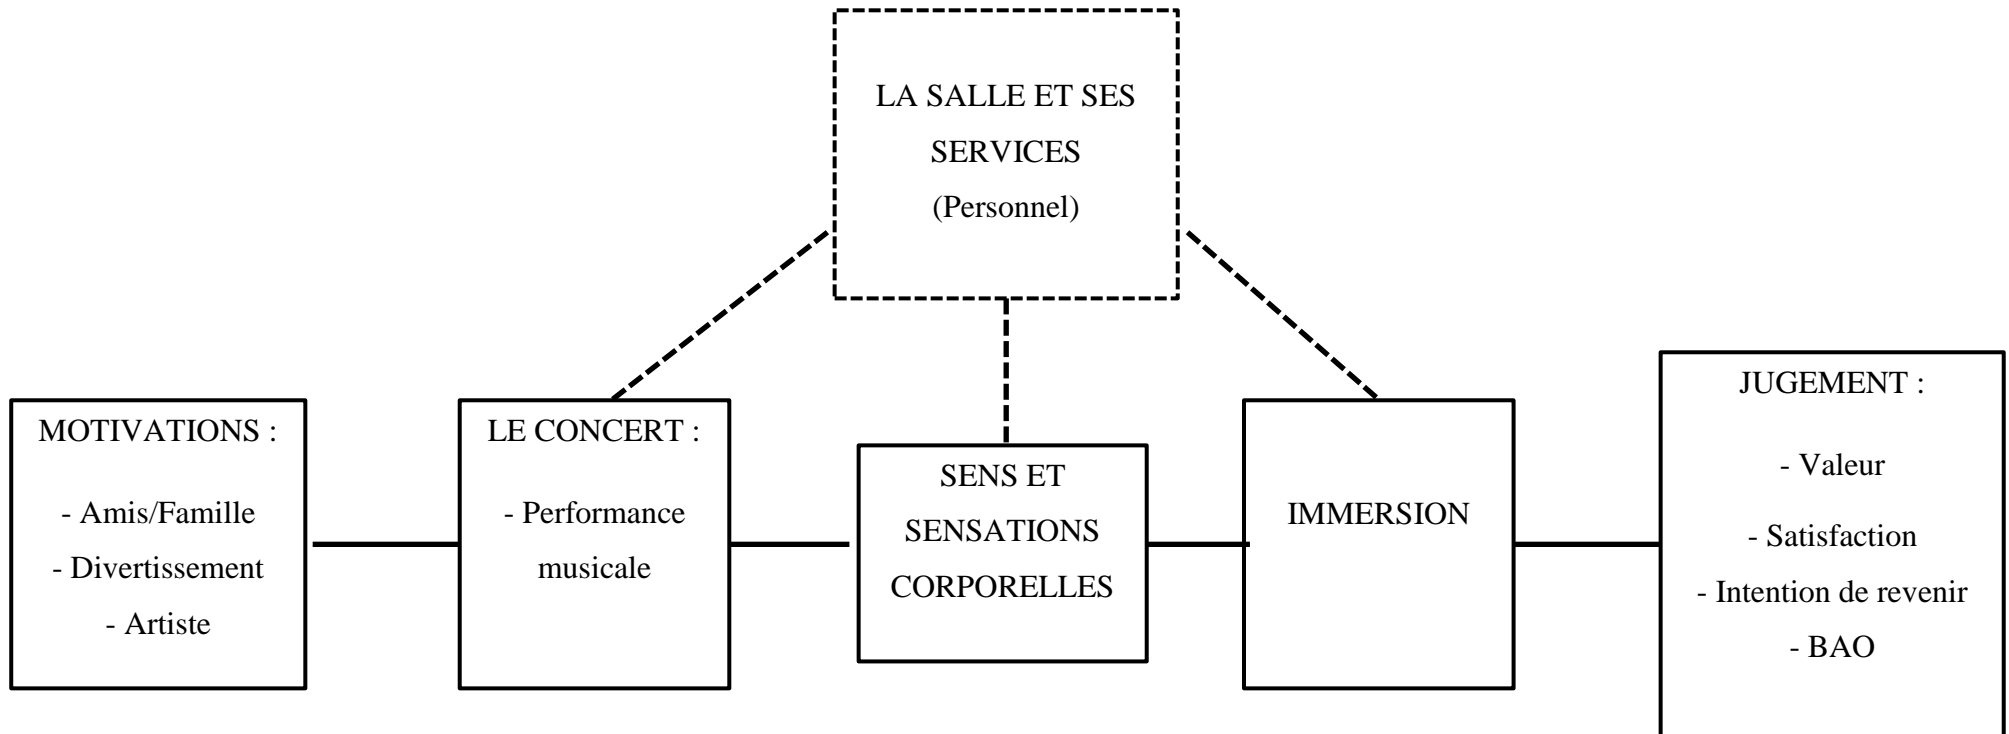 LA SALLE ET SES
SERVICES
(Personnel)
MOTIVATIONS :
- Amis/Famille
- Divertissement
- Artiste
LE CONCERT :
- Performance
musicale
SENS ET
SENSATIONS
CORPORELLES
IMMERSION
JUGEMENT :
- Valeur
- Satisfaction
- Intention de revenir
- BAO